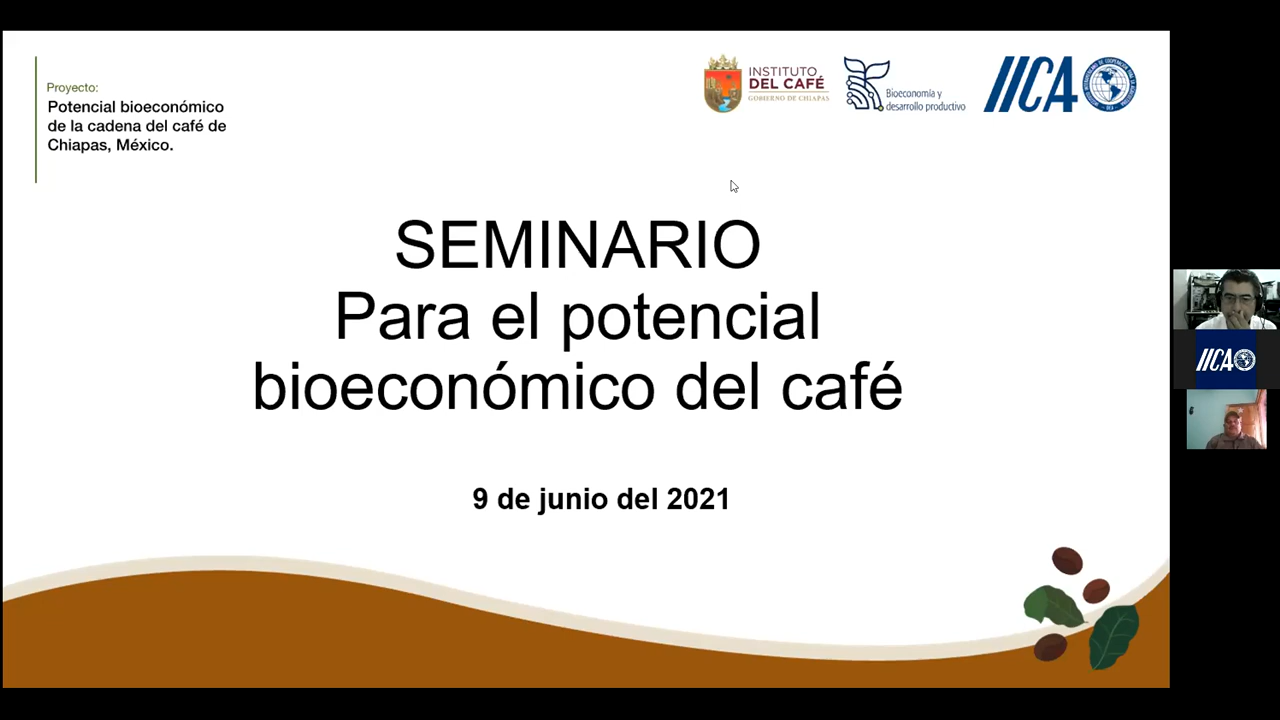 Proyecto:
Potencial bioeconómico
de la cadena del café de
Chiapas, México.
INSTITUTO
DEL CAFÉ
GOBIERNO DE CHIAPAS
Bioeconomía y
desarrollo productivo
IICA
SEMINARIO
Para el potencial
bioeconómico del café
9 de junio del 2021
IICA